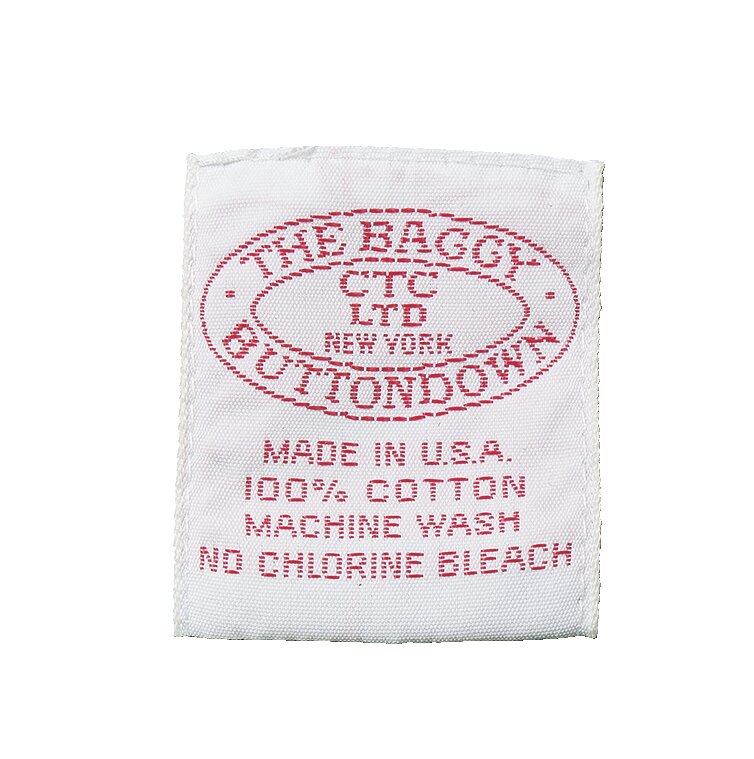 THE BAGGY
CTC
LTD
NEW YORK
BUTTONDOWN
MADE IN U.S.A.
100% COTTON
MACHINE WASH
NO CHLORINE BLEACH